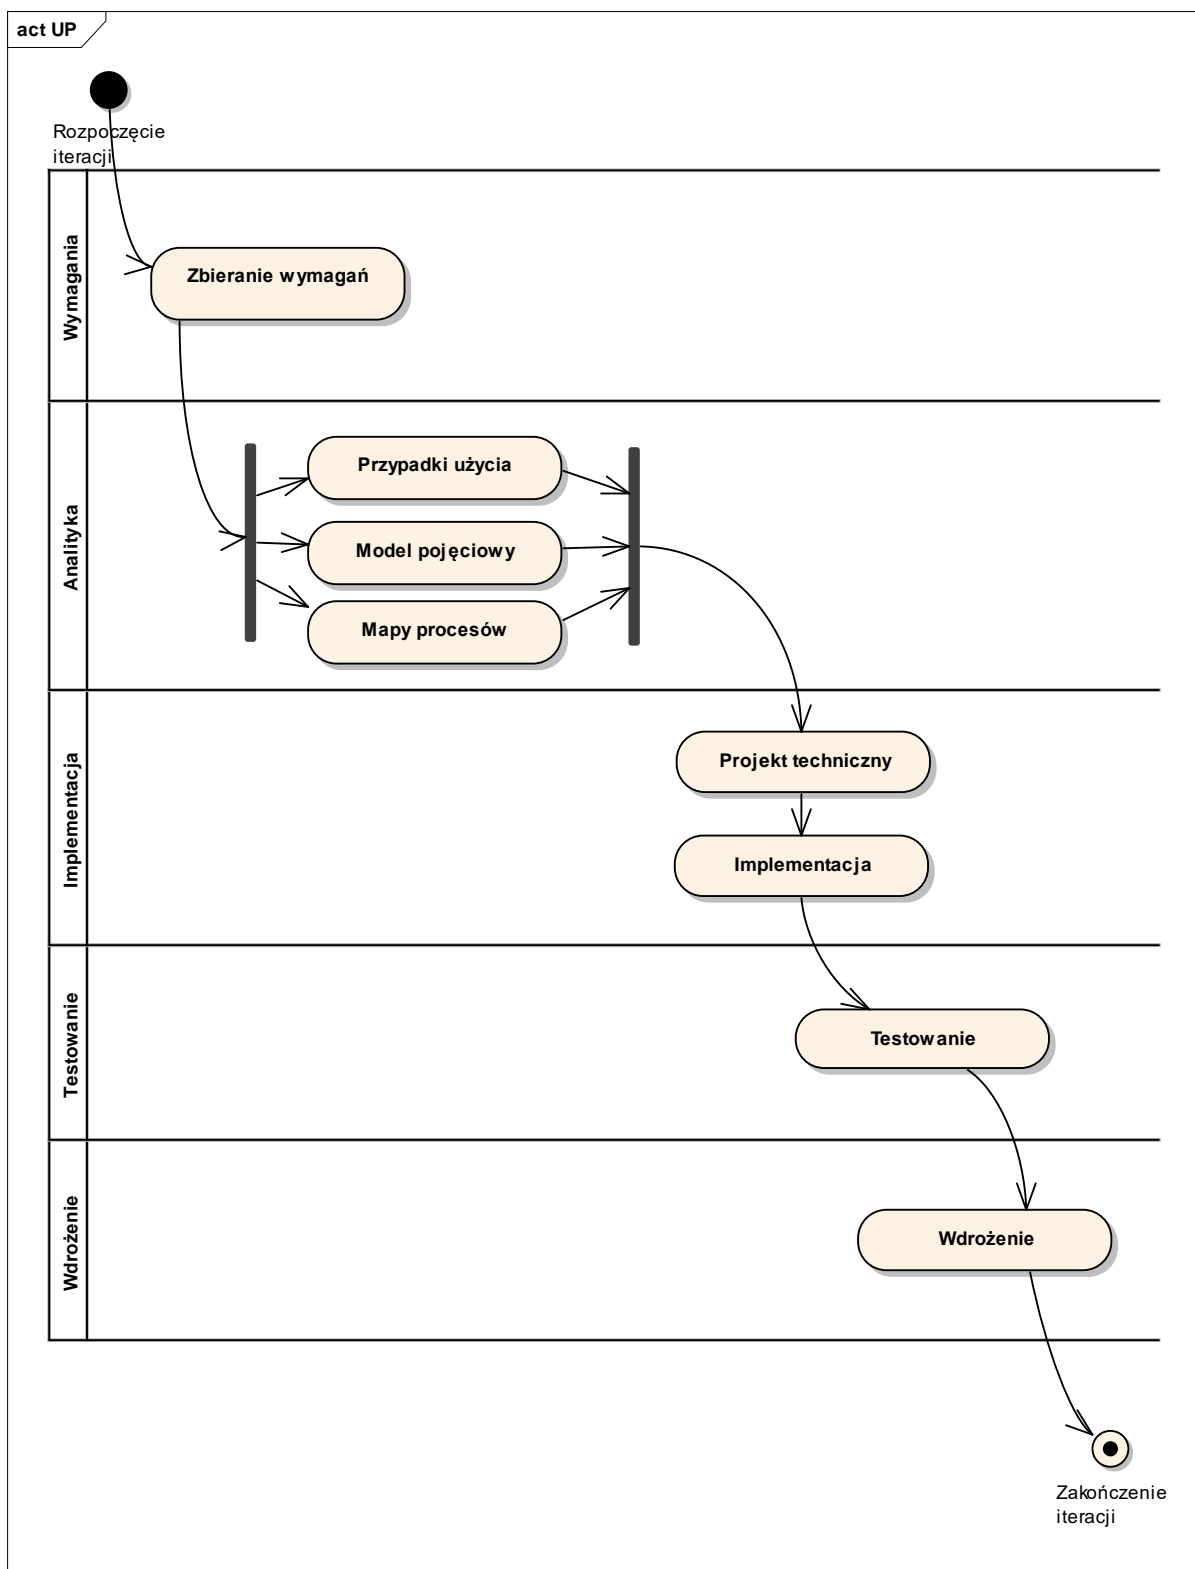 act UP
Rozpoczęcie
iteracji
Wymagania
Zbieranie wymagań
Analityka
Przypadki użycia
Model pojęciowy
Mapy procesów
Implementacja
Projekt techniczny
Implementacja
Testowanie
Testowanie
Wdrożenie
Wdrożenie
Zakończenie
iteracji